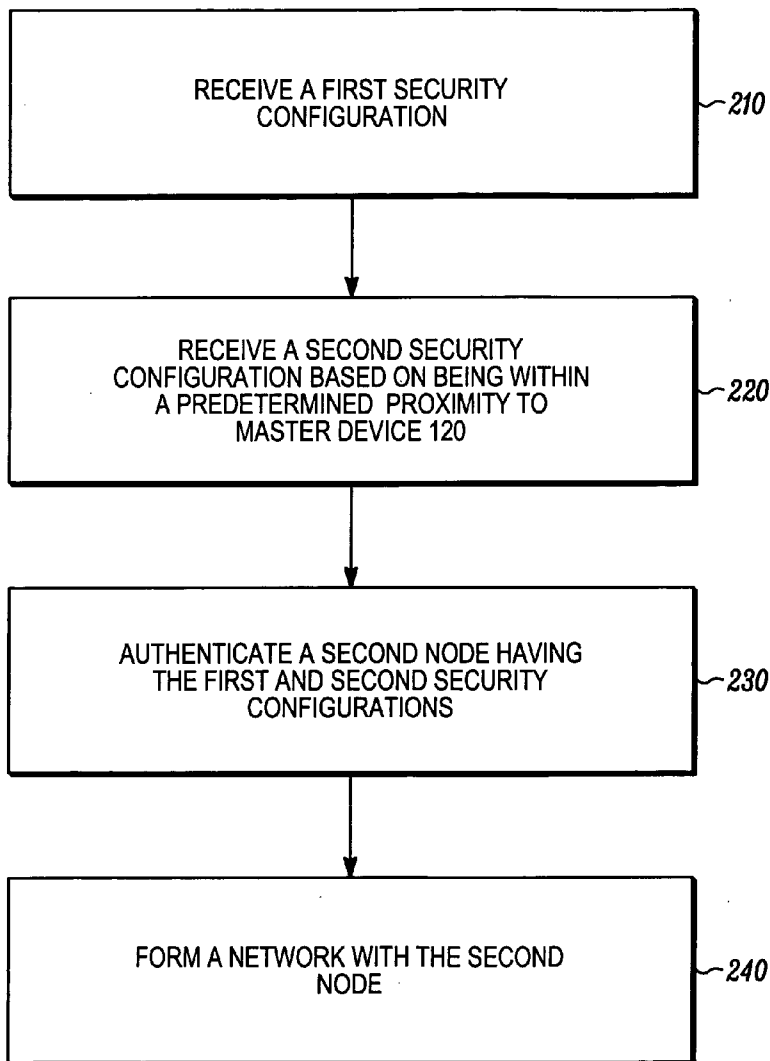 RECEIVE A FIRST SECURITY
CONFIGURATION
210
RECEIVE A SECOND SECURITY
CONFIGURATION BASED ON BEING WITHIN
A PREDETERMINED PROXIMITY TO
MASTER DEVICE 120
220
AUTHENTICATE A SECOND NODE HAVING
THE FIRST AND SECOND SECURITY
CONFIGURATIONS
230
FORM A NETWORK WITH THE SECOND
NODE
240